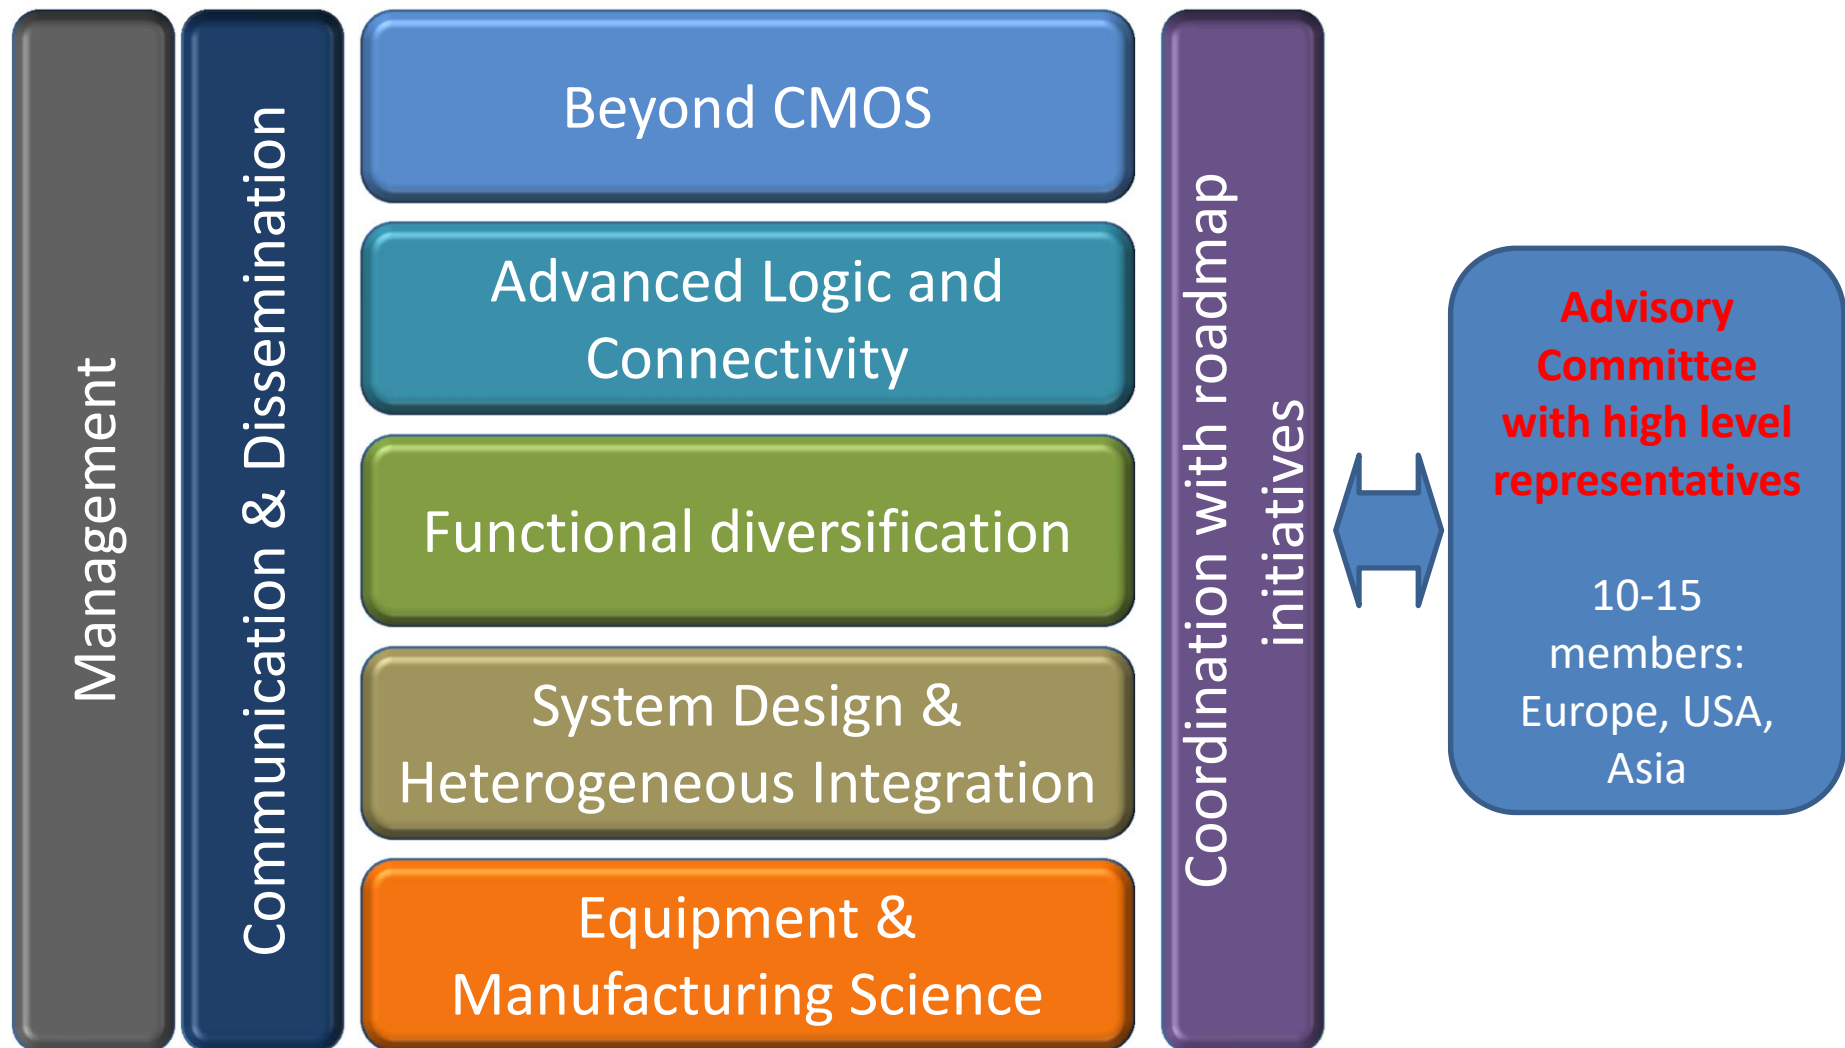 Management
Communication & Dissemination
Beyond CMOS
Advanced Logic and
Connectivity
Functional diversification
System Design &
Heterogeneous Integration
Equipment &
Manufacturing Science
Coordination with roadmap
initiatives
Advisory
Committee
with high level
representatives
10-15
members:
Europe, USA,
Asia